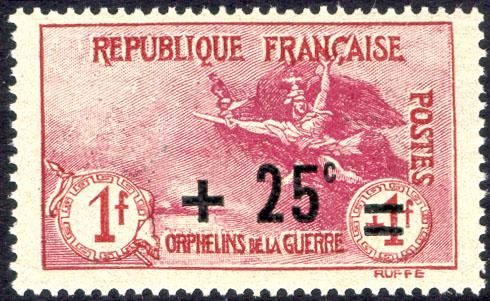 REPUBLIQUE FRANÇAISE
POSTES
+ 25c
1f
+1f
ORPHELINS DE LA GUERRE
RUFFE